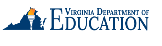 VIRGINIA DEPARTMENT OF
EDUCATION